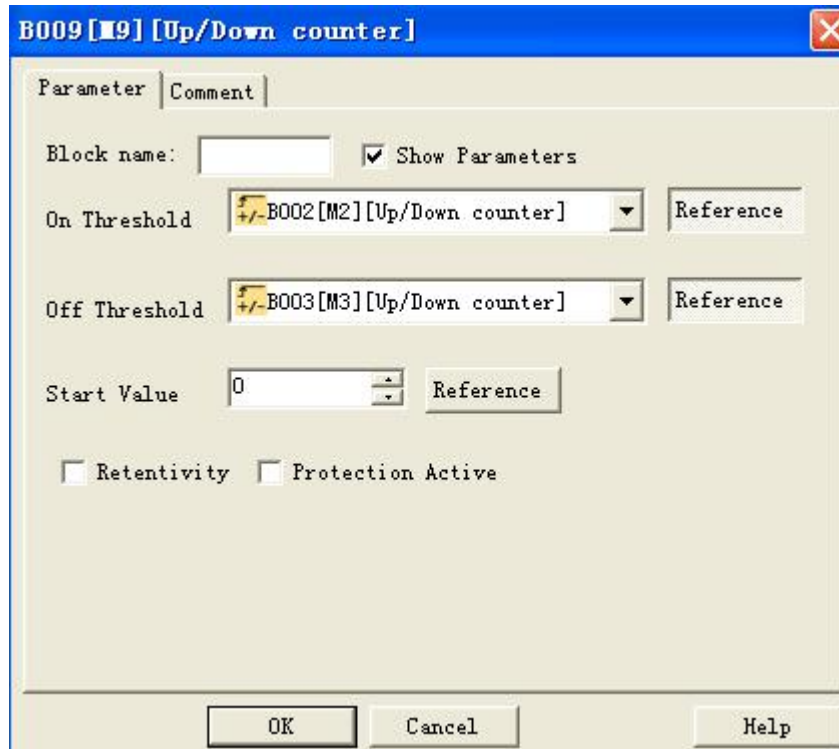 B009[M9][Up/Down counter]
Parameter Comment
Block name: Show Parameters
On Threshold +/- B002[M2][Up/Down counter] Reference
Off Threshold +/- B003[M3][Up/Down counter] Reference
Start Value 0 Reference
Retentivity Protection Active
OK Cancel Help